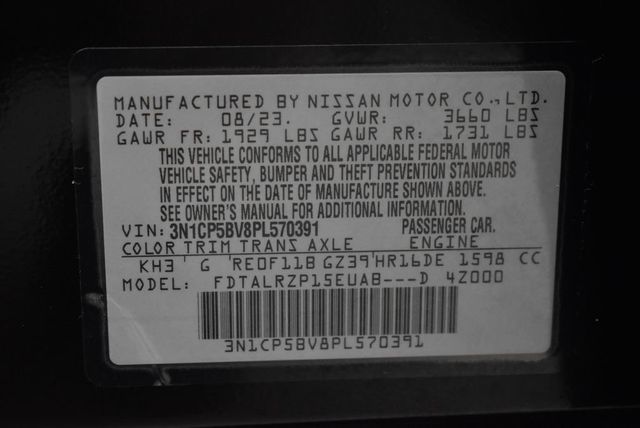 MANUFACTURED BY NISSAN MOTOR CO., LTD.
DATE: 08/23. GVWR: 3660 LBS
GAWR FR: 1929 LBS GAWR RR: 1731 LBS
THIS VEHICLE CONFORMS TO ALL APPLICABLE FEDERAL MOTOR
VEHICLE SAFETY, BUMPER AND THEFT PREVENTION STANDARDS
IN EFFECT ON THE DATE OF MANUFACTURE SHOWN ABOVE.
SEE OWNER'S MANUAL FOR ADDITIONAL INFORMATION.
VIN: 3N1CP5BV8PL570391 PASSENGER CAR.
COLOR TRIM TRANS AXLE ENGINE
KH3 G RE0F11B GZ39 HR16DE 1598 CC
MODEL: FDTALRZP15EUAB---D 4Z000
3N1CP5BV8PL570391